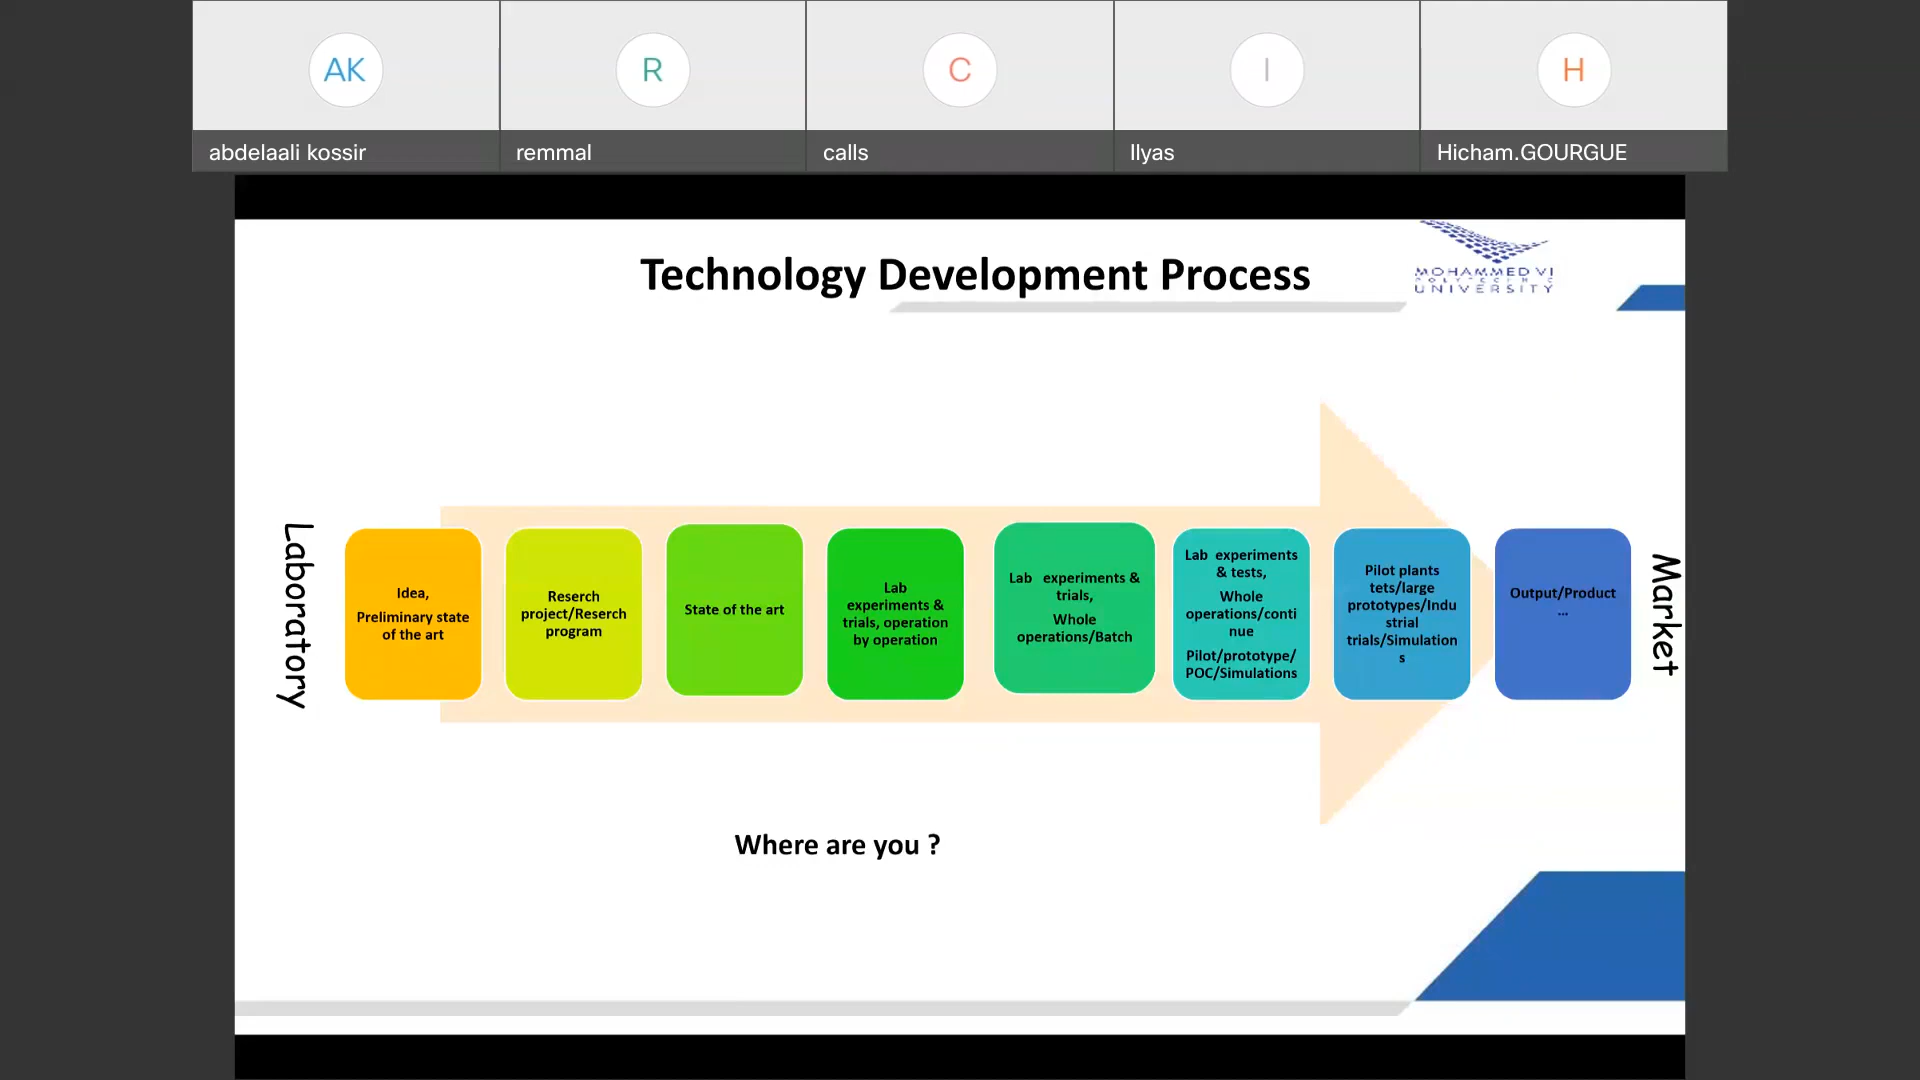 AK
R
C
I
H
abdelaali kossir
remmal
calls
Ilyas
Hicham.GOURGUE
Technology Development Process
MOHAMMED VI
POLYTECHNIC
UNIVERSITY
Laboratory
Idea,
Preliminary state
of the art
Reserch
project/Reserch
program
State of the art
Lab
experiments &
trials, operation
by operation
Lab experiments &
trials,
Whole
operations/Batch
Lab experiments
& tests,
Whole
operations/conti
nue
Pilot/prototype/
POC/Simulations
Pilot plants
tets/large
prototypes/Indu
strial
trials/Simulation
s
Output/Product
...
Market
Where are you ?